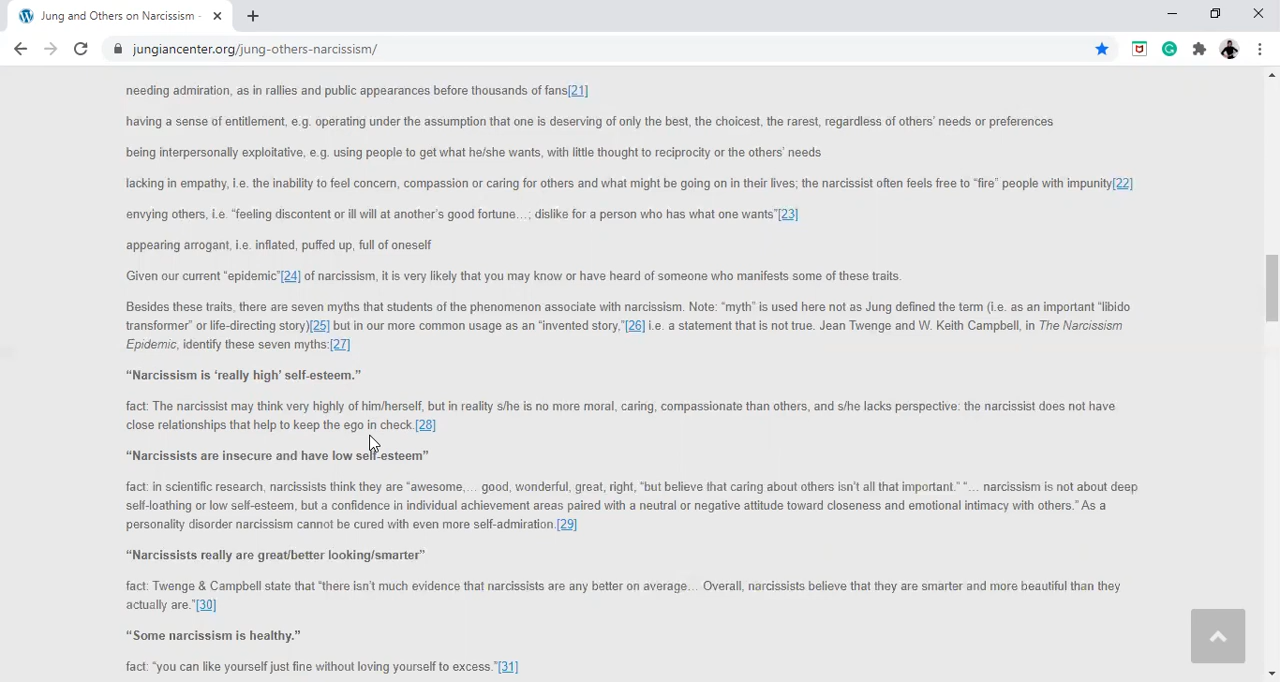 Jung and Others on Narcissism -
jungiancenter.org/jung-others-narcissism/
needing admiration, as in rallies and public appearances before thousands of fans[21]
having a sense of entitlement, e.g. operating under the assumption that one is deserving of only the best, the choicest, the rarest, regardless of others’ needs or preferences
being interpersonally exploitative, e.g. using people to get what he/she wants, with little thought to reciprocity or the others’ needs
lacking in empathy, i.e. the inability to feel concern, compassion or caring for others and what might be going on in their lives; the narcissist often feels free to “fire” people with impunity[22]
envying others, i.e. “feeling discontent or ill will at another’s good fortune…; dislike for a person who has what one wants”[23]
appearing arrogant, i.e. inflated, puffed up, full of oneself
Given our current “epidemic”[24] of narcissism, it is very likely that you may know or have heard of someone who manifests some of these traits.
Besides these traits, there are seven myths that students of the phenomenon associate with narcissism. Note: “myth” is used here not as Jung defined the term (i.e. as an important “libido
transformer” or life-directing story)[25] but in our more common usage as an “invented story,”[26] i.e. a statement that is not true. Jean Twenge and W. Keith Campbell, in The Narcissism
Epidemic, identify these seven myths:[27]
“Narcissism is ‘really high’ self-esteem.”
fact: The narcissist may think very highly of him/herself, but in reality s/he is no more moral, caring, compassionate than others, and s/he lacks perspective: the narcissist does not have
close relationships that help to keep the ego in check.[28]
“Narcissists are insecure and have low self-esteem”
fact: in scientific research, narcissists think they are “awesome,… good, wonderful, great, right, “but believe that caring about others isn’t all that important.” “… narcissism is not about deep
self-loathing or low self-esteem, but a confidence in individual achievement areas paired with a neutral or negative attitude toward closeness and emotional intimacy with others.” As a
personality disorder narcissism cannot be cured with even more self-admiration.[29]
“Narcissists really are great/better looking/smarter”
fact: Twenge & Campbell state that “there isn’t much evidence that narcissists are any better on average… Overall, narcissists believe that they are smarter and more beautiful than they
actually are.”[30]
“Some narcissism is healthy.”
fact: “you can like yourself just fine without loving yourself to excess.”[31]